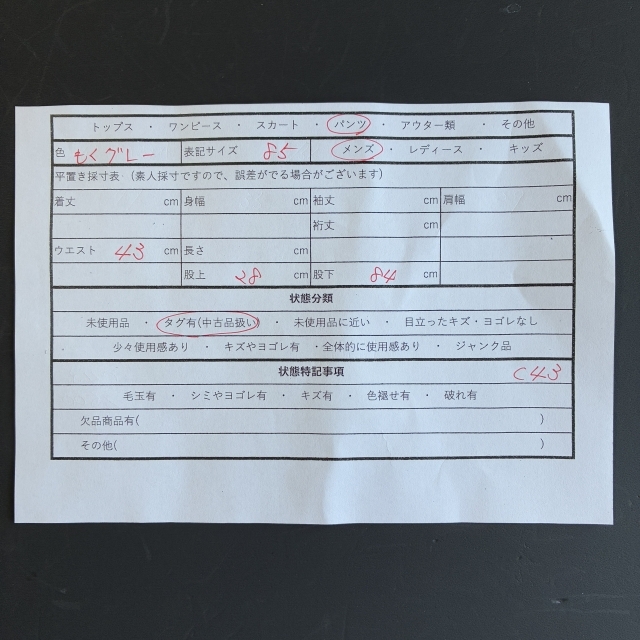 トップス ・ ワンピース ・ スカート ・ パンツ ・ アウター類 ・ その他
色 もくグレー 表記サイズ 85 メンズ ・ レディース ・ キッズ
平置き採寸表 （素人採寸ですので、誤差がでる場合がございます）
着丈 cm 身幅 cm 袖丈 cm 肩幅 cm
裄丈 cm
ウエスト 43 cm 長さ
股上 28 cm 股下 84 cm
状態分類
未使用品 ・ タグ有(中古品扱い) ・ 未使用品に近い ・ 目立ったキズ・ヨゴレなし
少々使用感あり ・ キズやヨゴレ有 ・全体的に使用感あり ・ ジャンク品
状態特記事項 C43
毛玉有 ・ シミやヨゴレ有 ・ キズ有 ・ 色褪せ有 ・ 破れ有
欠品商品有( )
その他( )